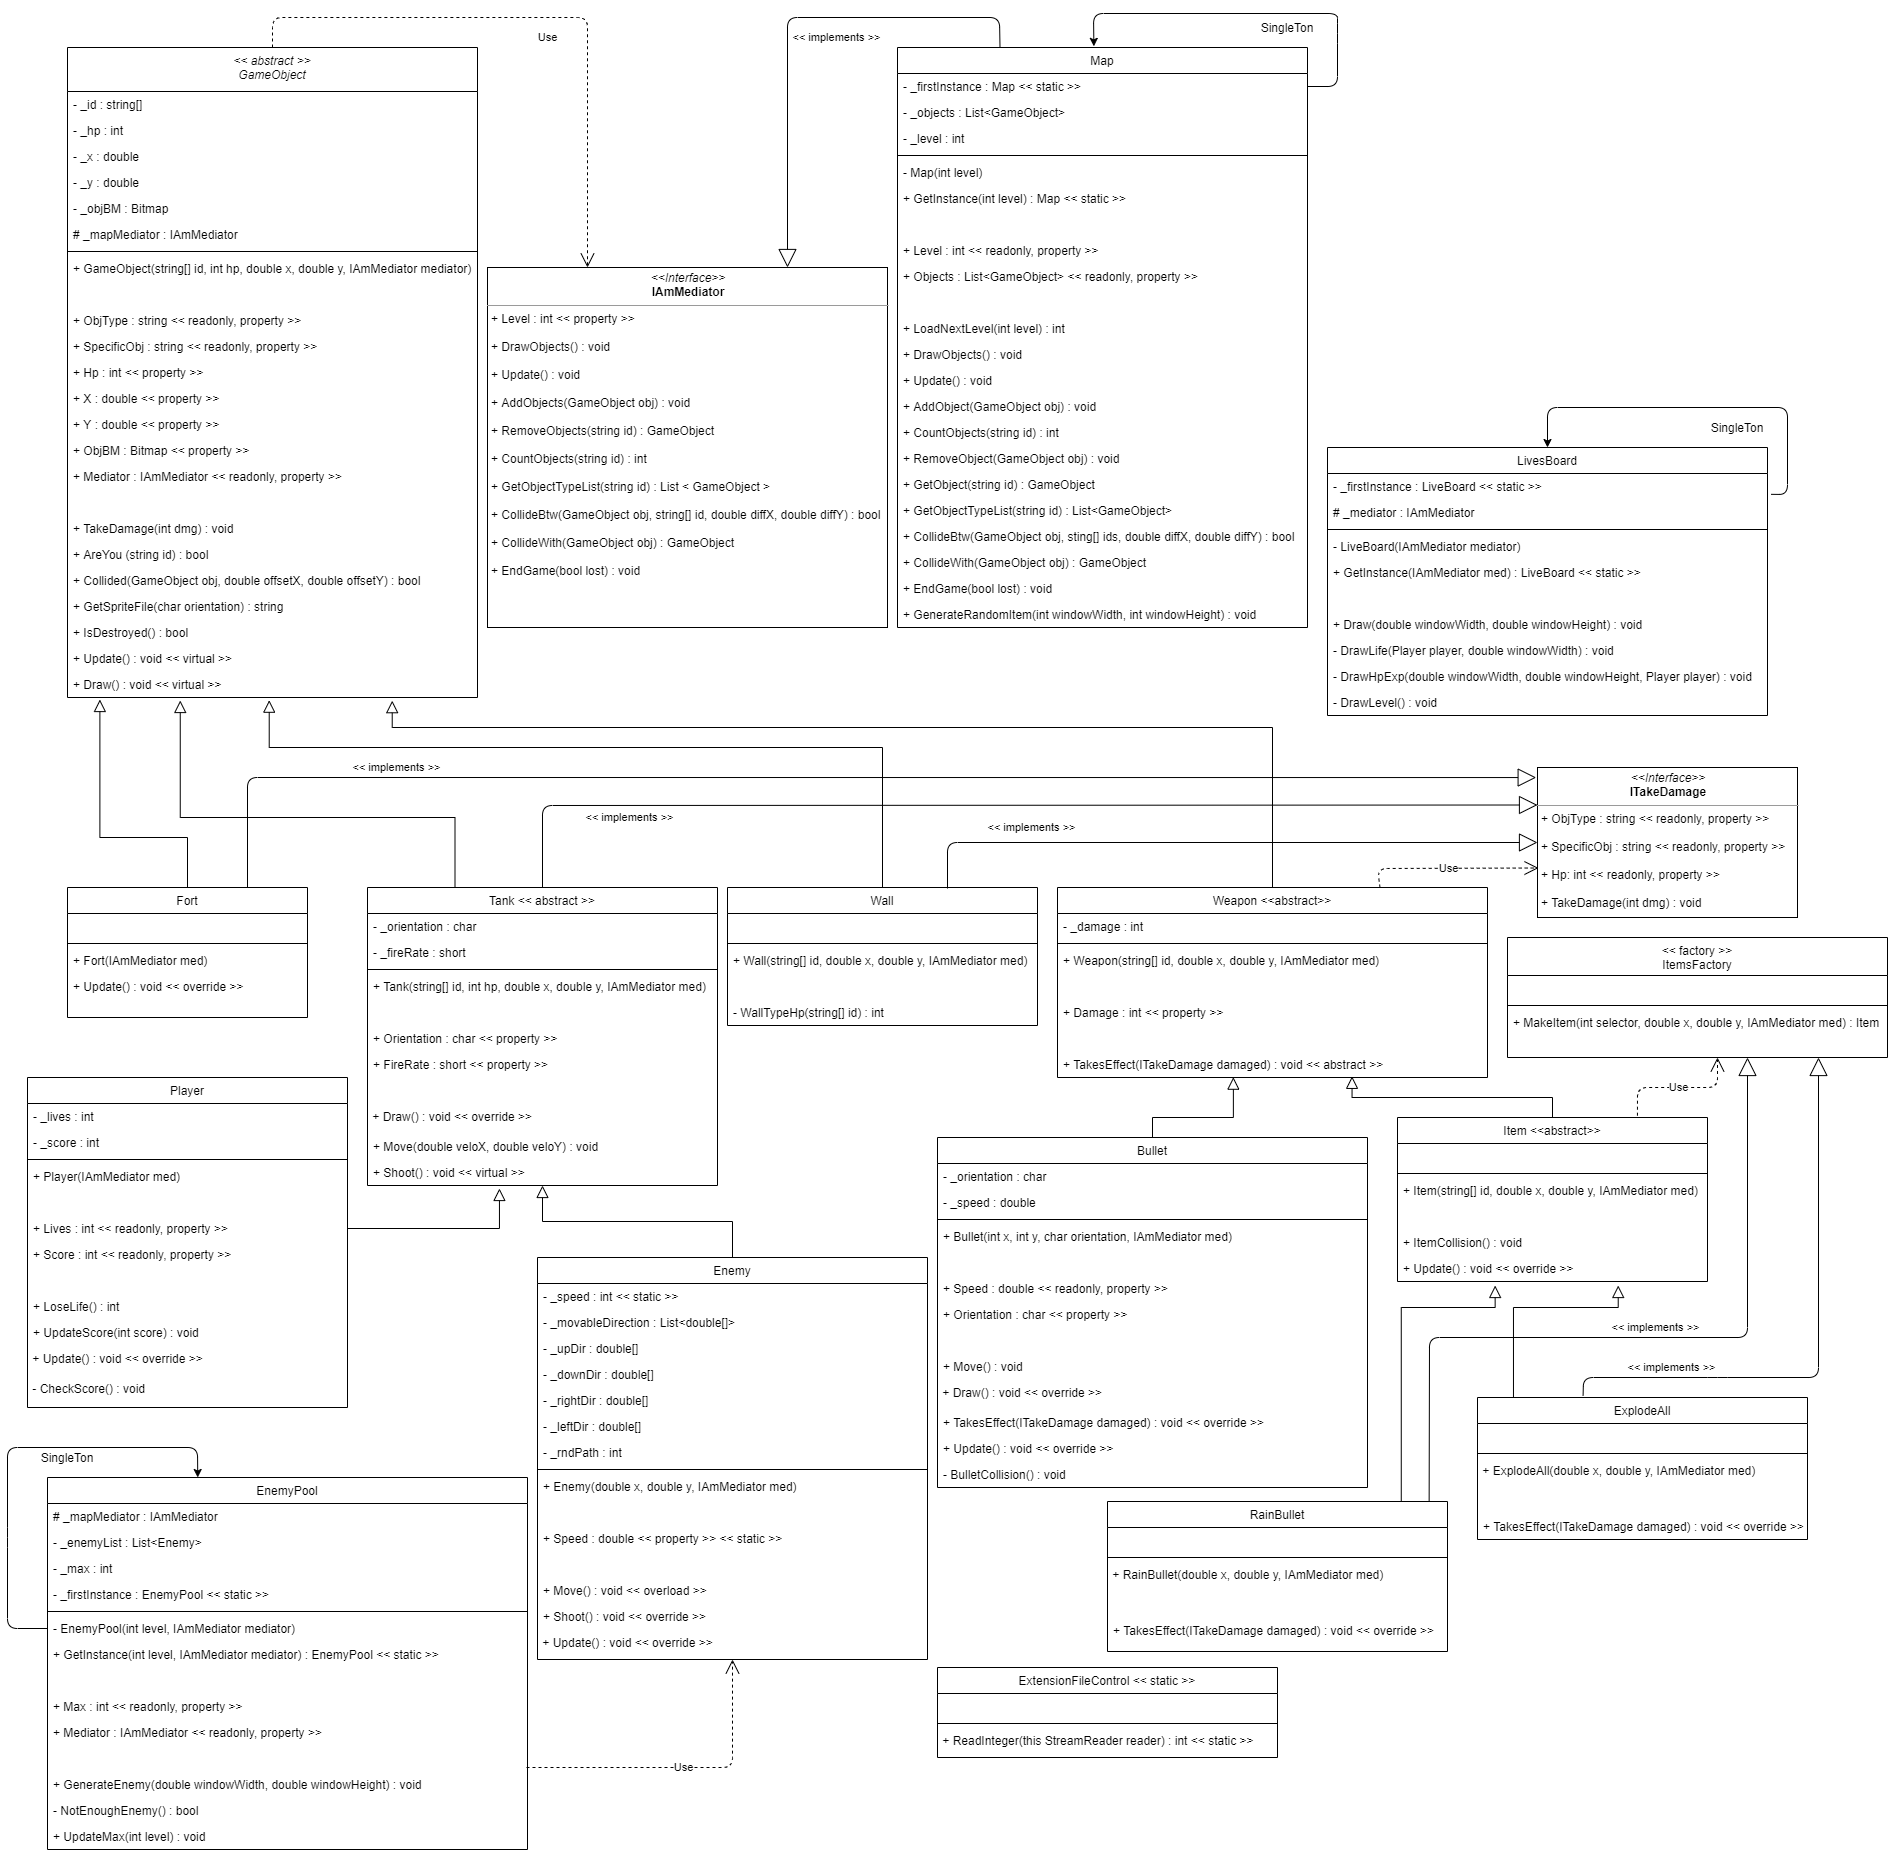 Use
<< implements >>
SingleTon
<< abstract >>
GameObject
- _id : string[]
- _hp : int
- _x : double
- _y : double
- _objBM : Bitmap
# _mapMediator : IAmMediator
+ GameObject(string[] id, int hp, double x, double y, IAmMediator mediator)
+ ObjType : string << readonly, property >>
+ SpecificObj : string << readonly, property >>
+ Hp : int << property >>
+ X : double << property >>
+ Y : double << property >>
+ ObjBM : Bitmap << property >>
+ Mediator : IAmMediator << readonly, property >>
+ TakeDamage(int dmg) : void
+ AreYou (string id) : bool
+ Collided(GameObject obj, double offsetX, double offsetY) : bool
+ GetSpriteFile(char orientation) : string
+ IsDestroyed() : bool
+ Update() : void << virtual >>
+ Draw() : void << virtual >>
<<Interface>>
IAmMediator
+ Level : int << property >>
+ DrawObjects() : void
+ Update() : void
+ AddObjects(GameObject obj) : void
+ RemoveObjects(string id) : GameObject
+ CountObjects(string id) : int
+ GetObjectTypeList(string id) : List < GameObject >
+ CollideBtw(GameObject obj, string[] id, double diffX, double diffY) : bool
+ CollideWith(GameObject obj) : GameObject
+ EndGame(bool lost) : void
Map
- _firstInstance : Map << static >>
- _objects : List<GameObject>
- _level : int
- Map(int level)
+ GetInstance(int level) : Map << static >>
+ Level : int << readonly, property >>
+ Objects : List<GameObject> << readonly, property >>
+ LoadNextLevel(int level) : int
+ DrawObjects() : void
+ Update() : void
+ AddObject(GameObject obj) : void
+ CountObjects(string id) : int
+ RemoveObject(GameObject obj) : void
+ GetObject(string id) : GameObject
+ GetObjectTypeList(string id) : List<GameObject>
+ CollideBtw(GameObject obj, sting[] ids, double diffX, double diffY) : bool
+ CollideWith(GameObject obj) : GameObject
+ EndGame(bool lost) : void
+ GenerateRandomItem(int windowWidth, int windowHeight) : void
SingleTon
LivesBoard
- _firstInstance : LiveBoard << static >>
# _mediator : IAmMediator
- LiveBoard(IAmMediator mediator)
+ GetInstance(IAmMediator med) : LiveBoard << static >>
+ Draw(double windowWidth, double windowHeight) : void
- DrawLife(Player player, double windowWidth) : void
- DrawHpExp(double windowWidth, double windowHeight, Player player) : void
- DrawLevel() : void
<< implements >>
<< implements >>
<< implements >>
Use
<<Interface>>
ITakeDamage
+ ObjType : string << readonly, property >>
+ SpecificObj : string << readonly, property >>
+ Hp: int << readonly, property >>
+ TakeDamage(int dmg) : void
Fort
+ Fort(IAmMediator med)
+ Update() : void << override >>
Tank << abstract >>
- _orientation : char
- _fireRate : short
+ Tank(string[] id, int hp, double x, double y, IAmMediator med)
+ Orientation : char << property >>
+ FireRate : short << property >>
+ Draw() : void << override >>
+ Move(double veloX, double veloY) : void
+ Shoot() : void << virtual >>
Wall
+ Wall(string[] id, double x, double y, IAmMediator med)
- WallTypeHp(string[] id) : int
Weapon <<abstract>>
- _damage : int
+ Weapon(string[] id, double x, double y, IAmMediator med)
+ Damage : int << property >>
+ TakesEffect(ITakeDamage damaged) : void << abstract >>
<< factory >>
ItemsFactory
+ MakeItem(int selector, double x, double y, IAmMediator med) : Item
Use
Player
- _lives : int
- _score : int
+ Player(IAmMediator med)
+ Lives : int << readonly, property >>
+ Score : int << readonly, property >>
+ LoseLife() : int
+ UpdateScore(int score) : void
+ Update() : void << override >>
- CheckScore() : void
Enemy
- _speed : int << static >>
- _movableDirection : List<double[]>
- _upDir : double[]
- _downDir : double[]
- _rightDir : double[]
- _leftDir : double[]
- _rndPath : int
+ Enemy(double x, double y, IAmMediator med)
+ Speed : double << property >> << static >>
+ Move() : void << overload >>
+ Shoot() : void << override >>
+ Update() : void << override >>
Bullet
- _orientation : char
- _speed : double
+ Bullet(int x, int y, char orientation, IAmMediator med)
+ Speed : double << readonly, property >>
+ Orientation : char << property >>
+ Move() : void
+ Draw() : void << override >>
+ TakesEffect(ITakeDamage damaged) : void << override >>
+ Update() : void << override >>
- BulletCollision() : void
Item <<abstract>>
+ Item(string[] id, double x, double y, IAmMediator med)
+ ItemCollision() : void
+ Update() : void << override >>
<< implements >>
<< implements >>
ExplodeAll
+ ExplodeAll(double x, double y, IAmMediator med)
+ TakesEffect(ITakeDamage damaged) : void << override >>
RainBullet
+ RainBullet(double x, double y, IAmMediator med)
+ TakesEffect(ITakeDamage damaged) : void << override >>
SingleTon
EnemyPool
# _mapMediator : IAmMediator
- _enemyList : List<Enemy>
- _max : int
- _firstInstance : EnemyPool << static >>
- EnemyPool(int level, IAmMediator mediator)
+ GetInstance(int level, IAmMediator mediator) : EnemyPool << static >>
+ Max : int << readonly, property >>
+ Mediator : IAmMediator << readonly, property >>
+ GenerateEnemy(double windowWidth, double windowHeight) : void
- NotEnoughEnemy() : bool
+ UpdateMax(int level) : void
Use
ExtensionFileControl << static >>
+ ReadInteger(this StreamReader reader) : int << static >>